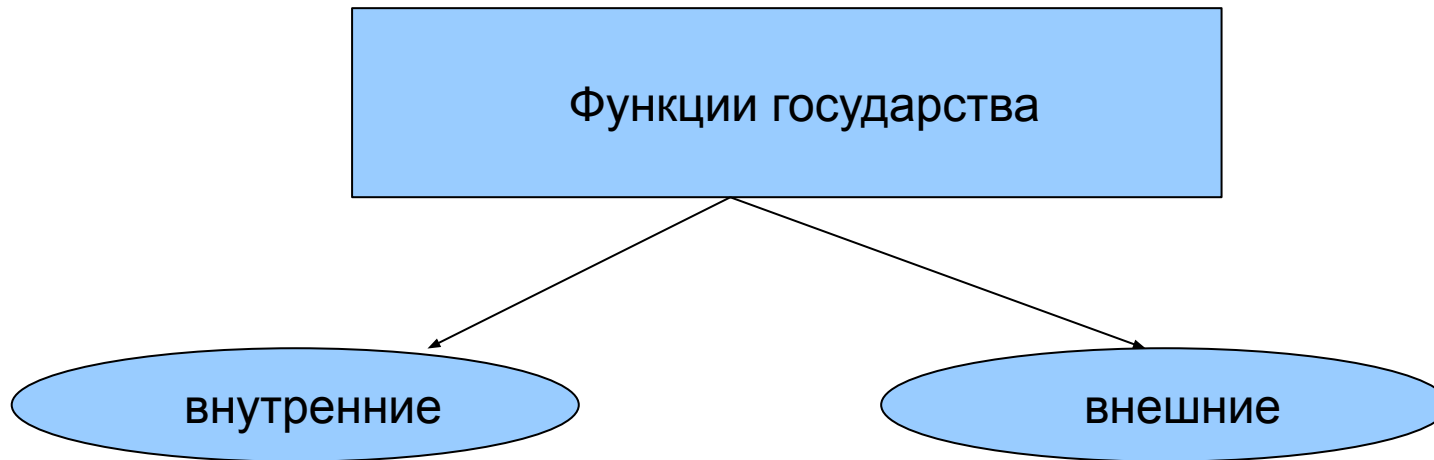 Функции государства
внутренние
внешние